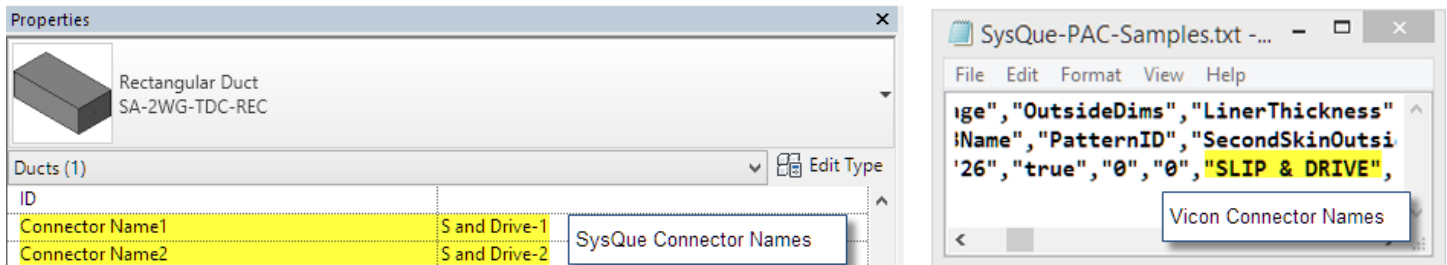 Properties
Rectangular Duct
SA-2WG-TDC-REC
Ducts (1)
Edit Type
ID
Connector Name1
S and Drive-1
Connector Name2
S and Drive-2
SysQue Connector Names
SysQue-PAC-Samples.txt -...
File Edit Format View Help
ge","OutsideDims","LinerThickness"
Name","PatternID","SecondSkinOutsi
"26","true","0","0","SLIP & DRIVE",
Vicon Connector Names